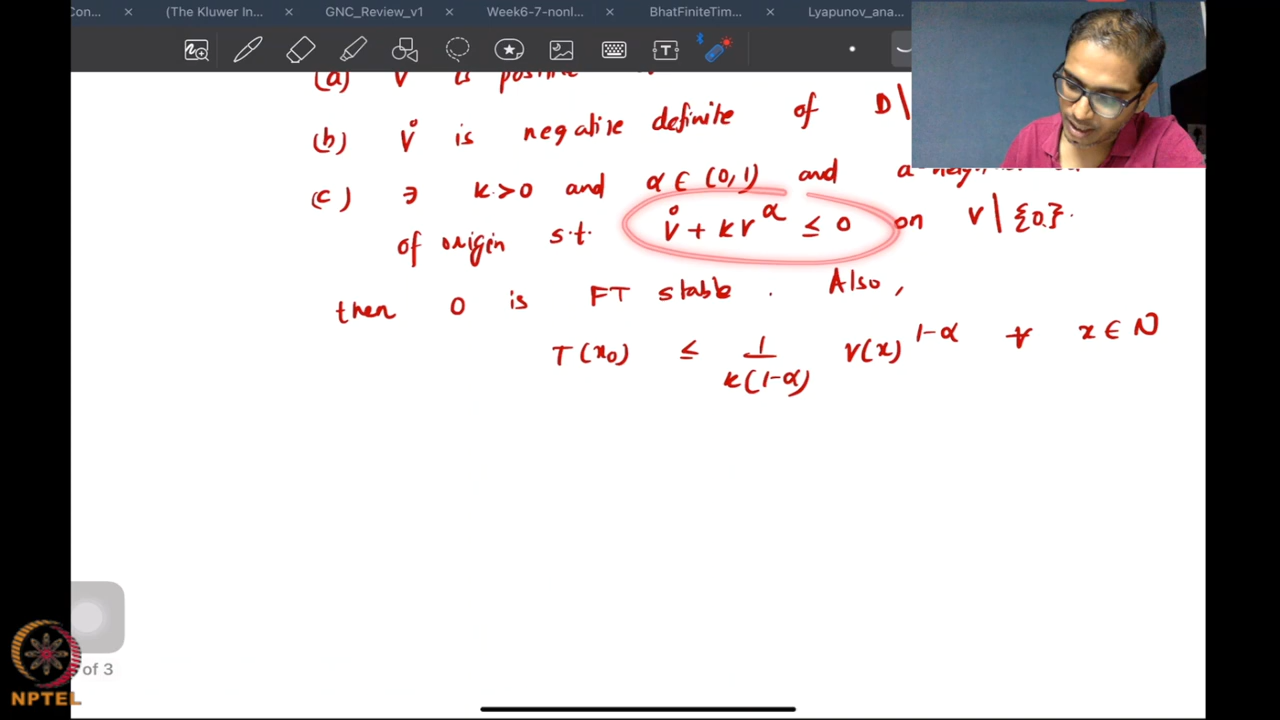 Con... (The Kluwer In... GNC_Review_v1 Week6-7-nonl... BhatFiniteTim... Lyapunov_ana...
(a) V is positive
(b) V̇ is negative definite of D\
(c) ∃ k>0 and α ∈ (0,1) and a
of origin s.t. V̇ + kV^α ≤ 0 on V\{0}.
then 0 is FT stable. Also,
T(x₀) ≤ 1/k(1-α) V(x)^1-α ∀ x ∈ N
of 3
NPTEL